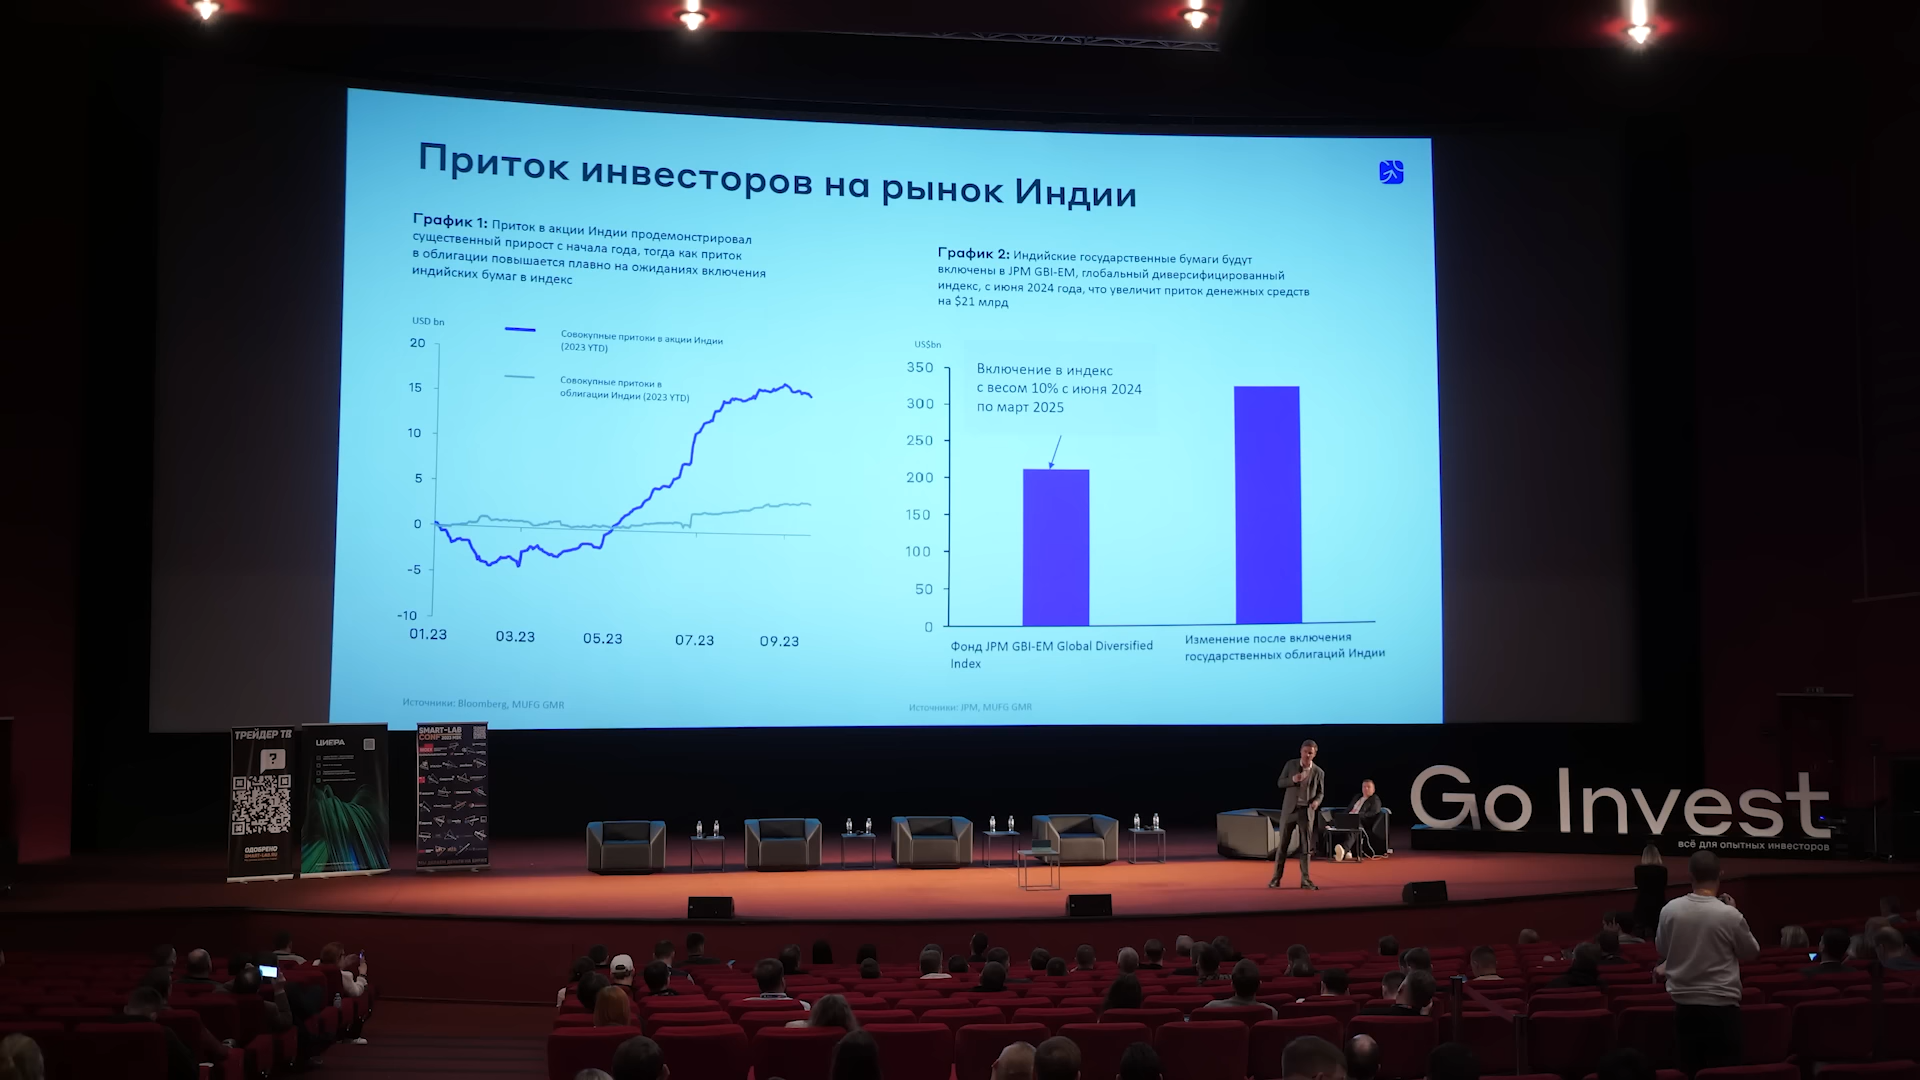 Приток инвесторов на рынок Индии
График 1: Приток в акции Индии продемонстрировал
существенный прирост с начала года, тогда как приток
в облигации повышается плавно на ожиданиях включения
индийских бумаг в индекс
USD bn
Совокупные притоки в акции Индии
(2023 YTD)
Совокупные притоки в
облигации Индии (2023 YTD)
20
15
10
5
0
-5
-10
01.23
03.23
05.23
07.23
09.23
Источники: Bloomberg, MUFG GMR
График 2: Индийские государственные бумаги будут
включены в JPM GBI-EM, глобальный диверсифицированный
индекс, с июня 2024 года, что увеличит приток денежных средств
на $21 млрд
US$bn
Включение в индекс
с весом 10% с июня 2024
по март 2025
350
300
250
200
150
100
50
0
Фонд JPM GBI-EM Global Diversified
Index
Изменение после включения
государственных облигаций Индии
Источники: JPM, MUFG GMR
ТРЕЙДЕР ТВ
?
ОДОБРЕНО
SMART-LAB.RU
ЦИЕРА
SMART-LAB
CONF
Go Invest
всё для опытных инвесторов